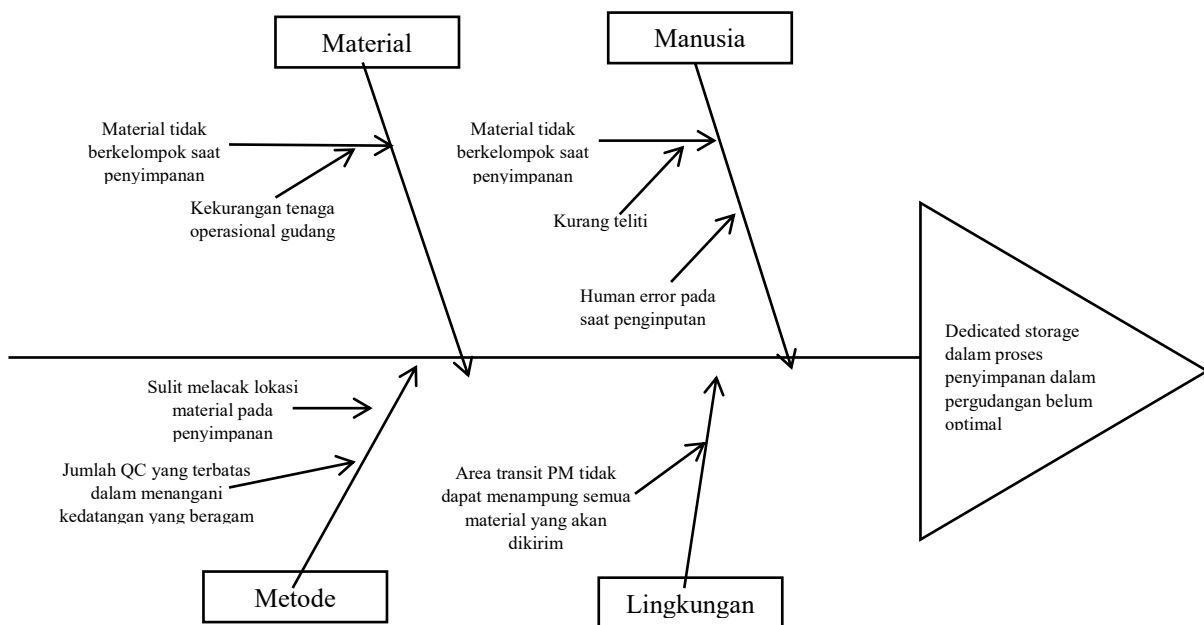 Material
Manusia
Material tidak
berkelompok saat
penyimpanan
Kekurangan tenaga
operasional gudang
Material tidak
berkelompok saat
penyimpanan
Kurang teliti
Human error pada
saat penginputan
Dedicated storage
dalam proses
penyimpanan dalam
pergudangan belum
optimal
Sulit melacak lokasi
material pada
penyimpanan
Jumlah QC yang terbatas
dalam menangani
kedatangan yang beragam
Area transit PM tidak
dapat menampung semua
material yang akan
dikirim
Metode
Lingkungan